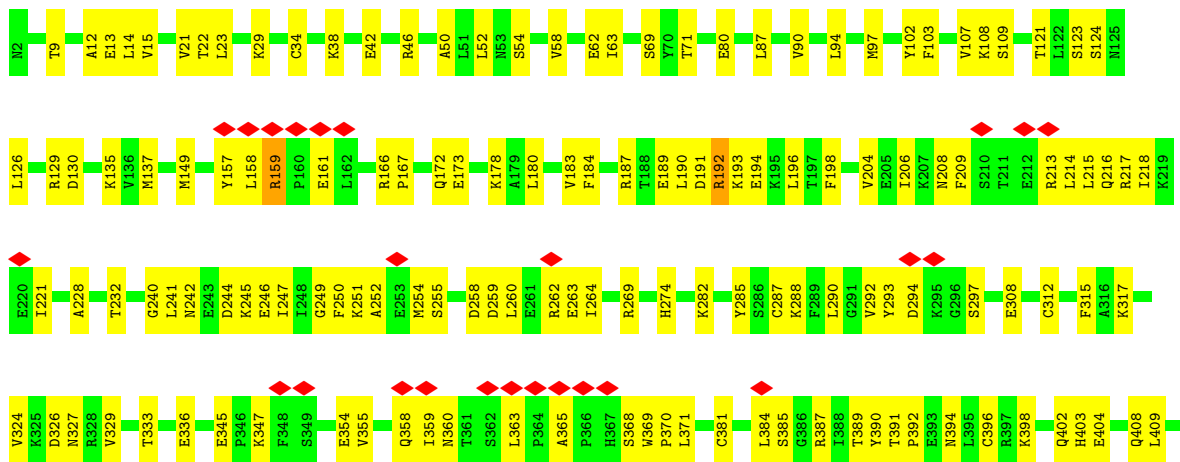 N2 T9 A12 E13 L14 V15 V21 T22 L23 K29 C34 K38 E42 R46 A50 L51 L52 N53 S54 V58 E62 I63 S69 Y70 T71 E80 L87 V90 L94 M97 Y102 F103 V107 K108 S109 T121 L122 S123 S124 N125
L126 R129 D130 K135 V136 M137 M149 Y157 L158 R159 P160 E161 L162 R166 P167 Q172 E173 K178 A179 L180 V183 F184 R187 T188 E189 L190 D191 R192 K193 E194 K195 L196 T197 F198 V204 E205 I206 K207 N208 F209 S210 T211 E212 R213 L214 L215 Q216 R217 I218 K219
E220 I221 A228 T232 G240 L241 N242 E243 D244 K245 E246 I247 I248 G249 F250 K251 A252 E253 M254 S255 D258 D259 L260 E261 R262 E263 I264 R269 H274 K282 Y285 S286 C287 K288 F289 L290 G291 V292 Y293 D294 K295 G296 S297 E308 C312 F315 A316 K317
V324 K325 D326 N327 R328 V329 T333 E336 E345 P346 K347 F348 S349 E354 V355 Q358 I359 N360 T361 S362 L363 P364 A365 P366 H367 S368 W369 P370 L371 C381 L384 S385 G386 R387 I388 T389 Y390 T391 P392 E393 N394 L395 C396 R397 K398 Q402 H403 E404 Q408 L409